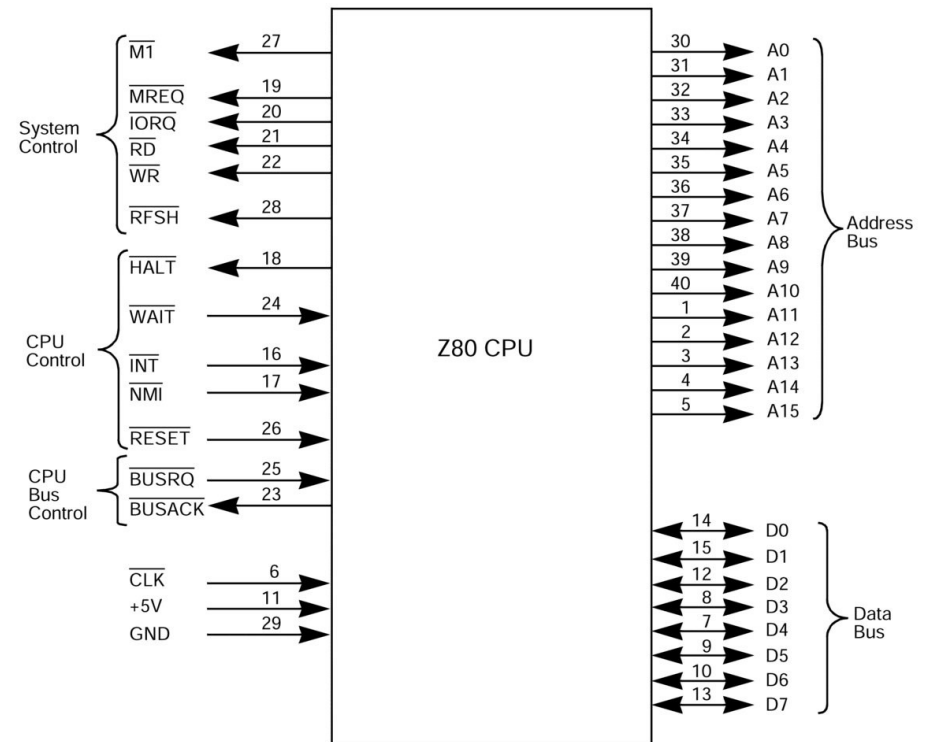 System
Control
M1 27
MREQ 19
IORQ 20
RD 21
WR 22
RFSH 28
CPU
Control
HALT 18
WAIT 24
INT 16
NMI 17
RESET 26
CPU
Bus
Control
BUSRQ 25
BUSACK 23
CLK 6
+5V 11
GND 29
Z80 CPU
30 A0
31 A1
32 A2
33 A3
34 A4
35 A5
36 A6
37 A7
38 A8
39 A9
40 A10
1 A11
2 A12
3 A13
4 A14
5 A15
Address
Bus
14 D0
15 D1
12 D2
8 D3
7 D4
9 D5
10 D6
13 D7
Data
Bus